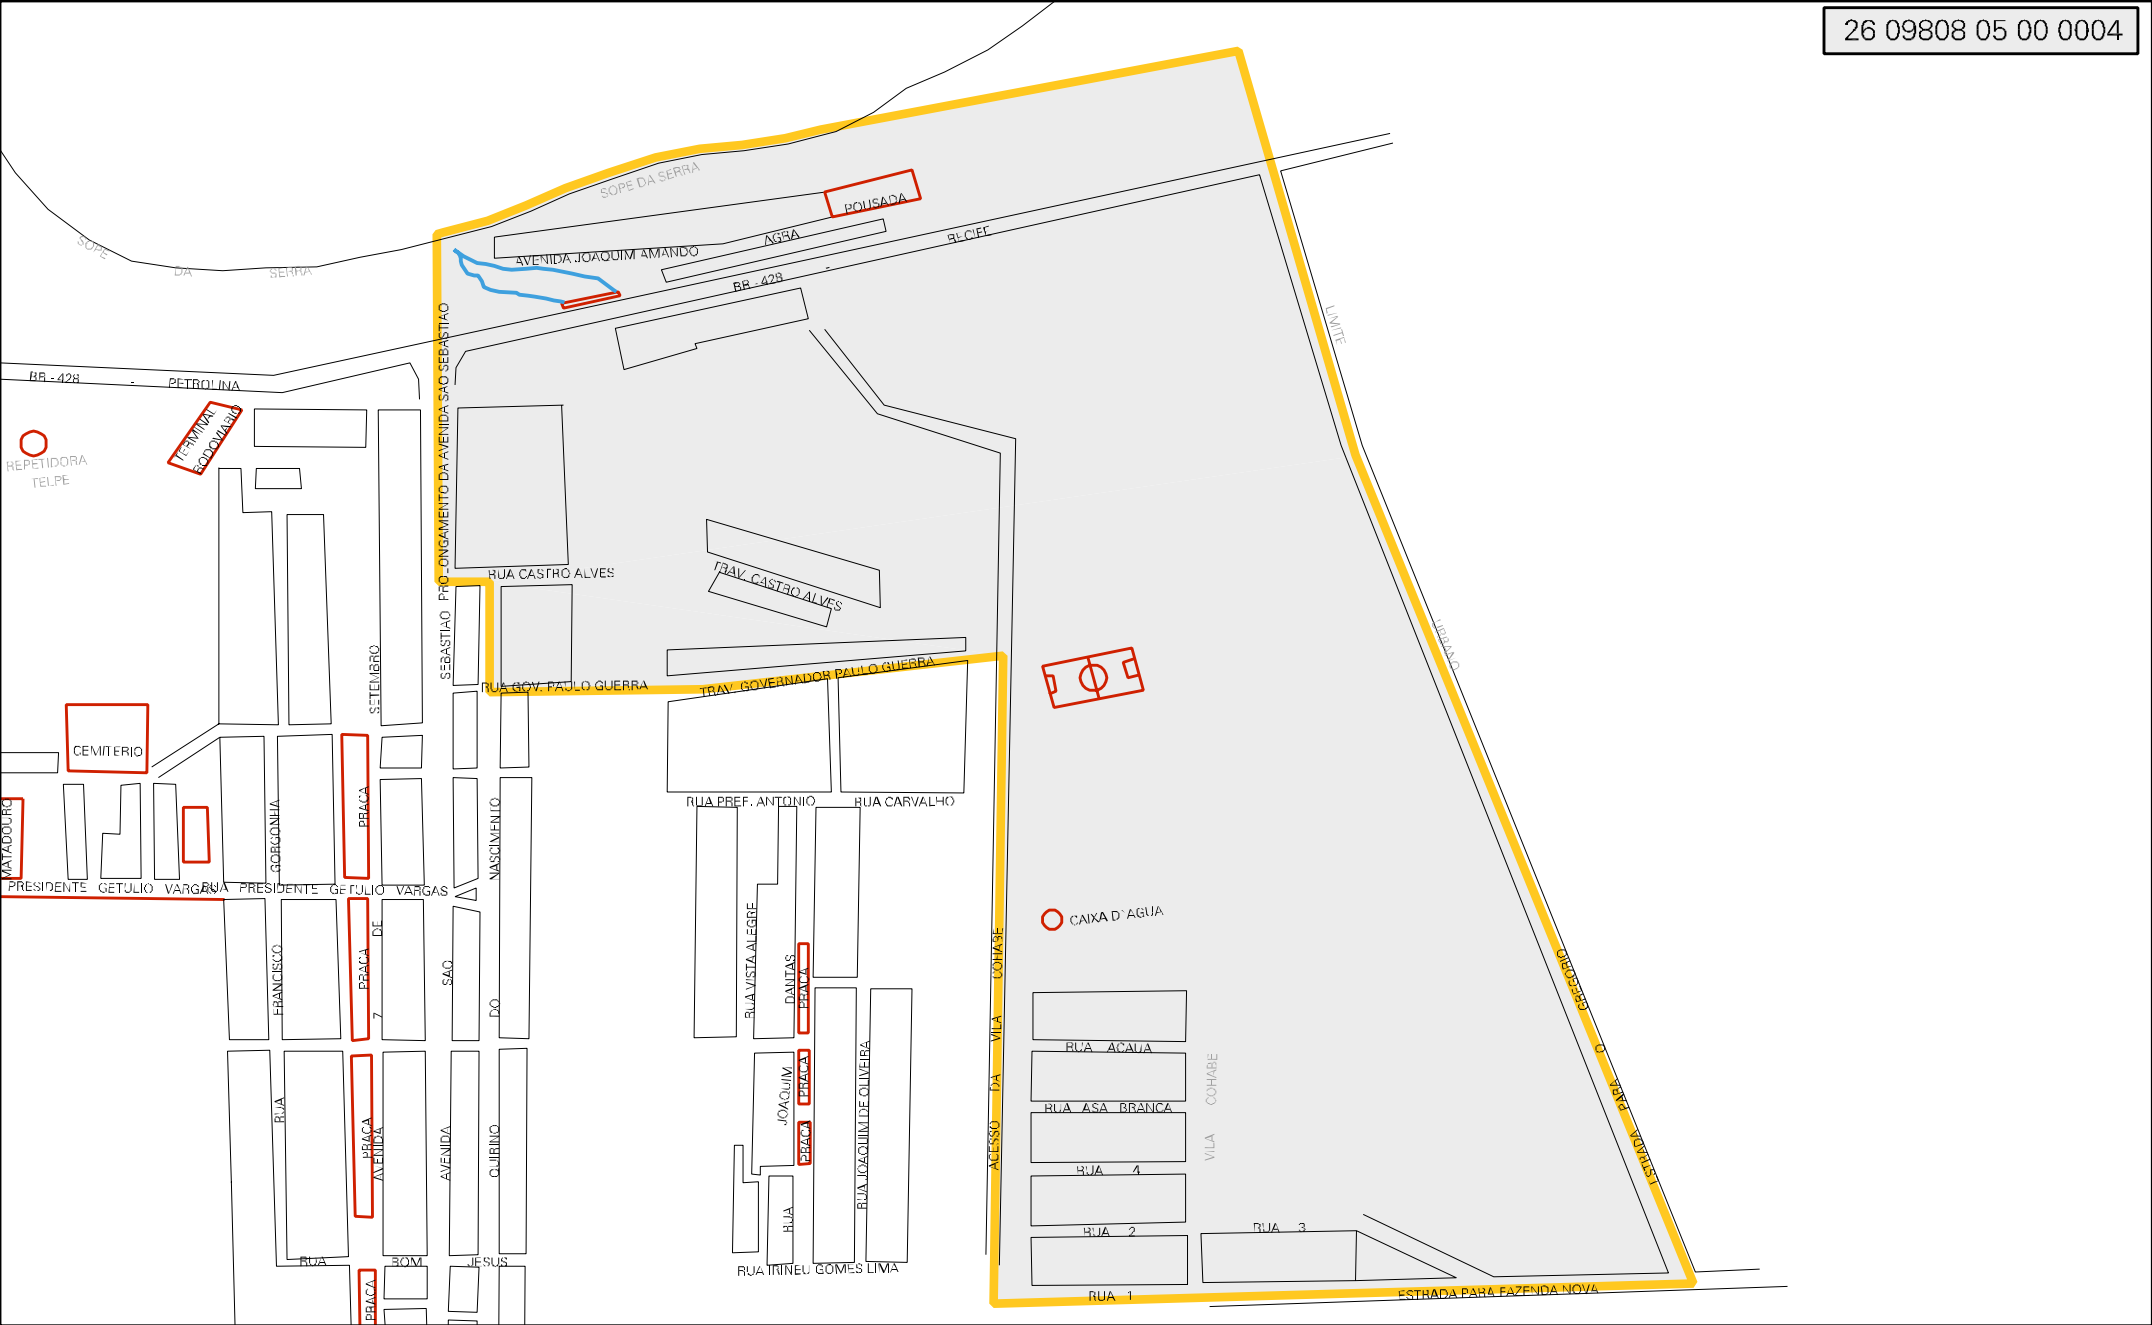 26 09808 05 00 0004
SOPE DA SERRA
POUSADA
SOPE DA SERRA
AVENIDA JOAQUIM AMANDO AGRA
BR - 428 - RECIFE
LIMITE URBANO
PROLONGAMENTO DA AVENIDA SAO SEBASTIAO
BR - 428 - PETROLINA
TERMINAL
RODOVIARIO
REPETIDORA
TELPE
RUA CASTRO ALVES
TRAV. CASTRO ALVES
RUA GOV. PAULO GUERRA
TRAV. GOVERNADOR PAULO GUERRA
CEMITERIO
MATADOURO
RUA PREF. ANTONIO
RUA CARVALHO
PRESIDENTE GETULIO VARGAS
RUA PRESIDENTE GETULIO VARGAS
RUA FRANCISCO GORGONHA
PRACA
PRACA
PRACA
PRACA
AVENIDA 7 DE SETEMBRO
AVENIDA SAO SEBASTIAO
QUIRINO DO NASCIMENTO
RUA VISTA ALEGRE
RUA JOAQUIM DANTAS
PRACA
PRACA
PRACA
RUA JOAQUIM DE OLIVEIRA
ACESSO DA VILA COHABE
CAIXA D`AGUA
RUA ACAUA
RUA ASA BRANCA
RUA 4
RUA 2
RUA 3
RUA 1
VILA COHABE
ESTRADA PARA O GREGORIO
ESTRADA PARA FAZENDA NOVA
RUA BOM JESUS
RUA IRINEU GOMES LIMA